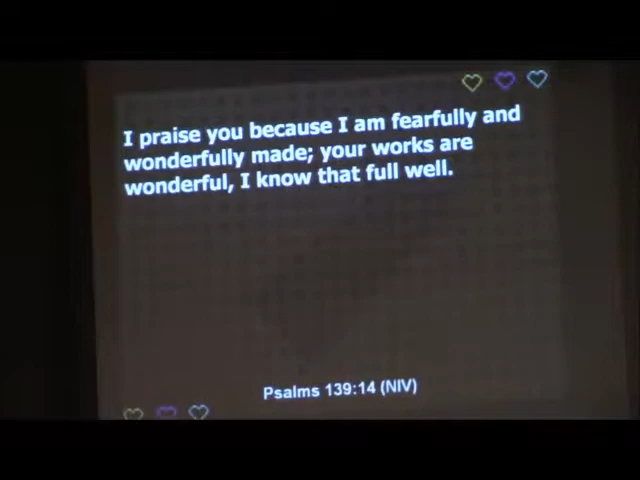 I praise you because I am fearfully and
wonderfully made; your works are
wonderful, I know that full well.
Psalms 139:14 (NIV)